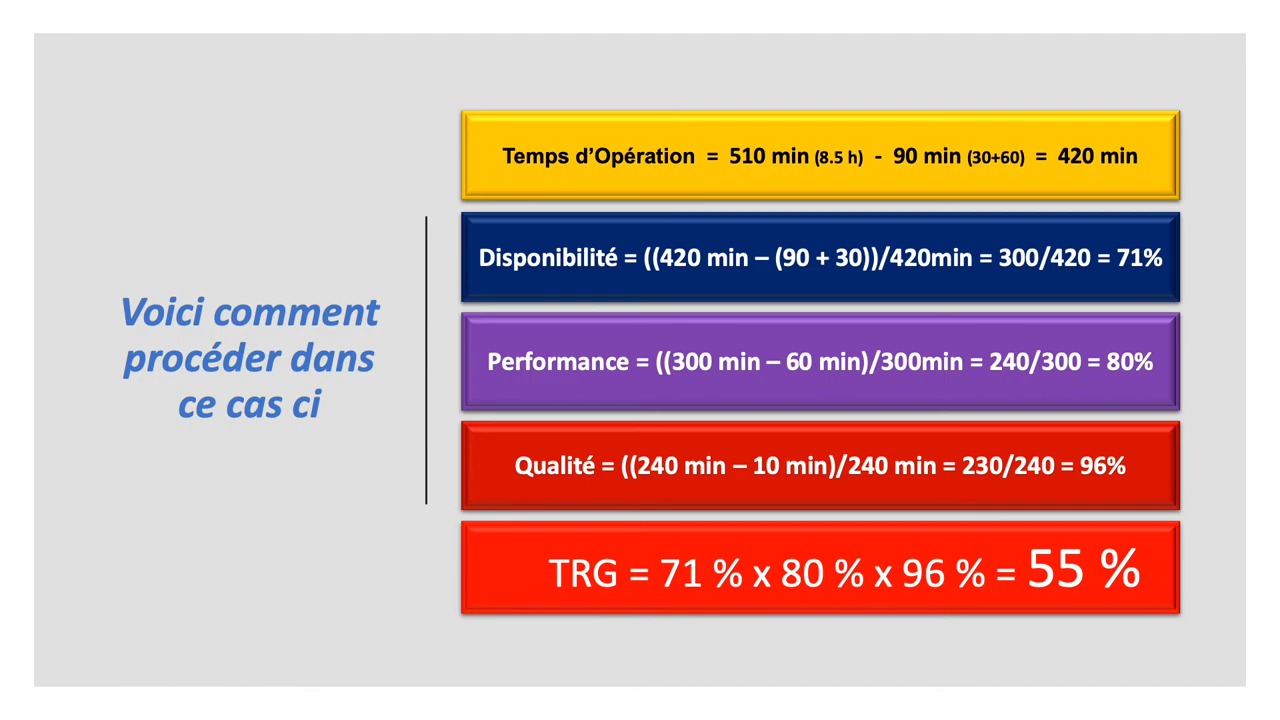 Voici comment
procéder dans
ce cas ci
Temps d’Opération = 510 min (8.5 h) - 90 min (30+60) = 420 min
Disponibilité = ((420 min – (90 + 30))/420min = 300/420 = 71%
Performance = ((300 min – 60 min)/300min = 240/300 = 80%
Qualité = ((240 min – 10 min)/240 min = 230/240 = 96%
TRG = 71 % x 80 % x 96 % = 55 %